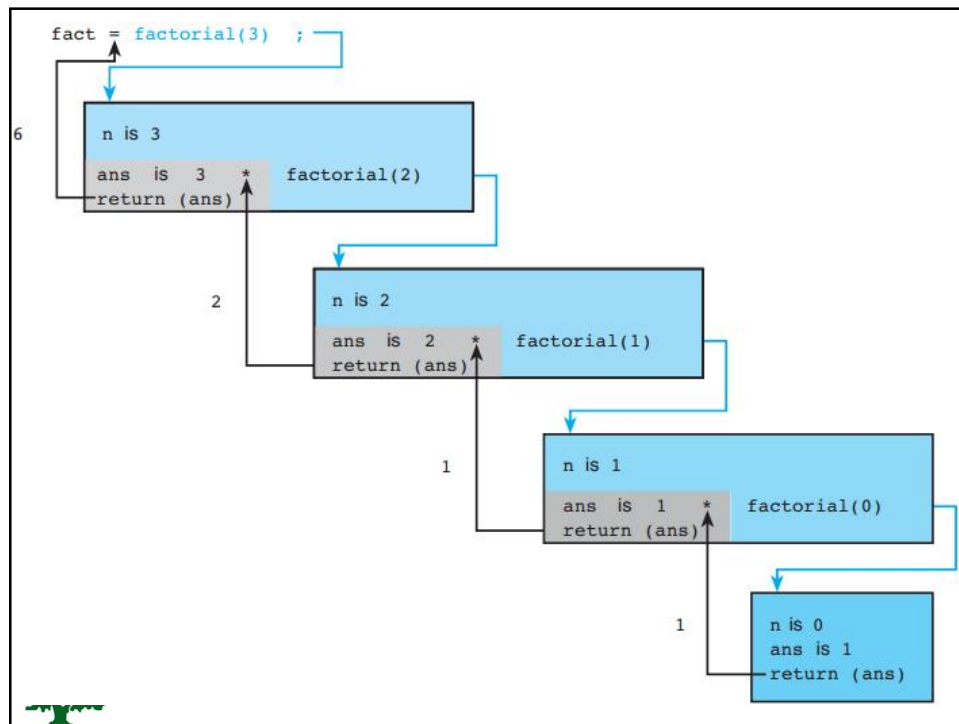 fact = factorial(3) ;
6
n is 3
ans is 3 * factorial(2)
return (ans)
2
n is 2
ans is 2 * factorial(1)
return (ans)
1
n is 1
ans is 1 * factorial(0)
return (ans)
1
n is 0
ans is 1
return (ans)